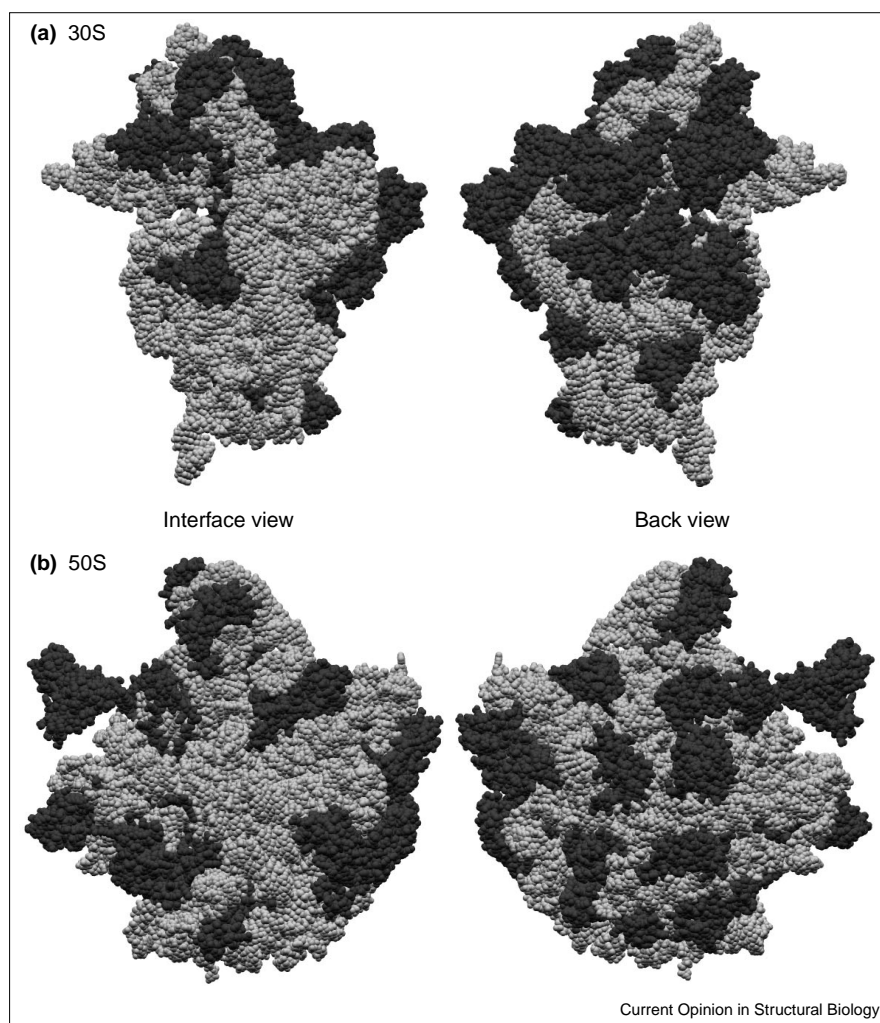 (a) 30S
Interface view
Back view
(b) 50S
Current Opinion in Structural Biology